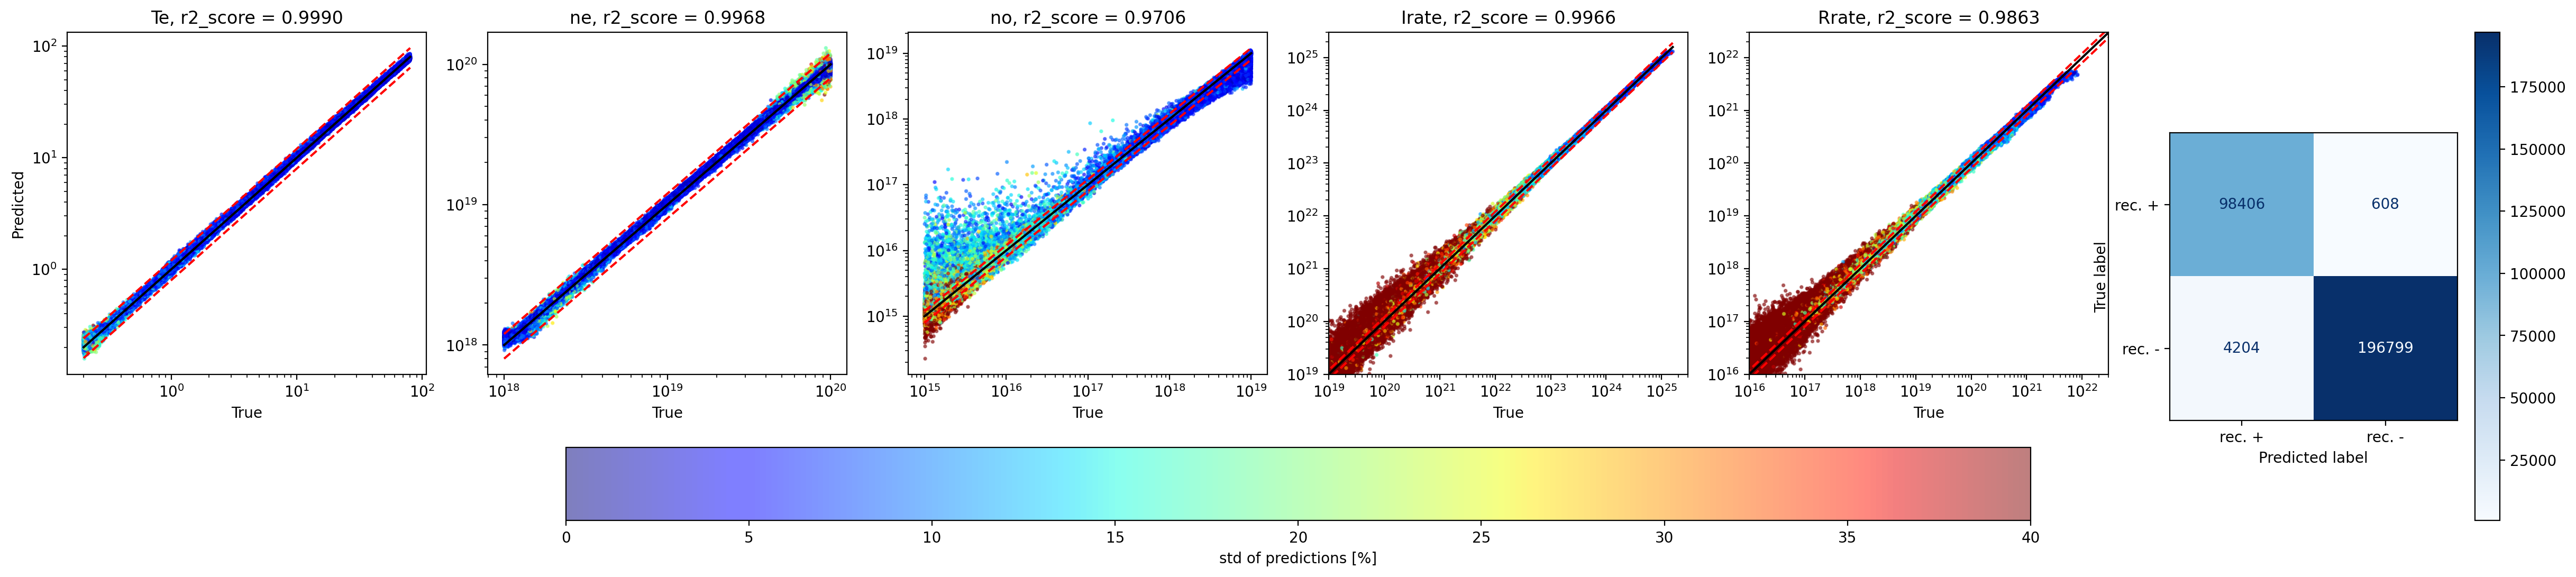 Te, r2_score = 0.9990
ne, r2_score = 0.9968
no, r2_score = 0.9706
Irate, r2_score = 0.9966
Rrate, r2_score = 0.9863
Predicted
10²
10¹
10⁰
10⁰ 10¹ 10²
True
10²⁰
10¹⁹
10¹⁸
10¹⁸ 10¹⁹ 10²⁰
True
10¹⁹
10¹⁸
10¹⁷
10¹⁶
10¹⁵
10¹⁵ 10¹⁶ 10¹⁷ 10¹⁸ 10¹⁹
True
10²⁵
10²⁴
10²³
10²²
10²¹
10²⁰
10¹⁹
10¹⁹ 10²⁰ 10²¹ 10²² 10²³ 10²⁴ 10²⁵
True
10²²
10²¹
10²⁰
10¹⁹
10¹⁸
10¹⁷
10¹⁶
10¹⁶ 10¹⁷ 10¹⁸ 10¹⁹ 10²⁰ 10²¹ 10²²
True
True label
rec. +
rec. -
98406 608
4204 196799
rec. + rec. -
Predicted label
175000
150000
125000
100000
75000
50000
25000
0 5 10 15 20 25 30 35 40
std of predictions [%]